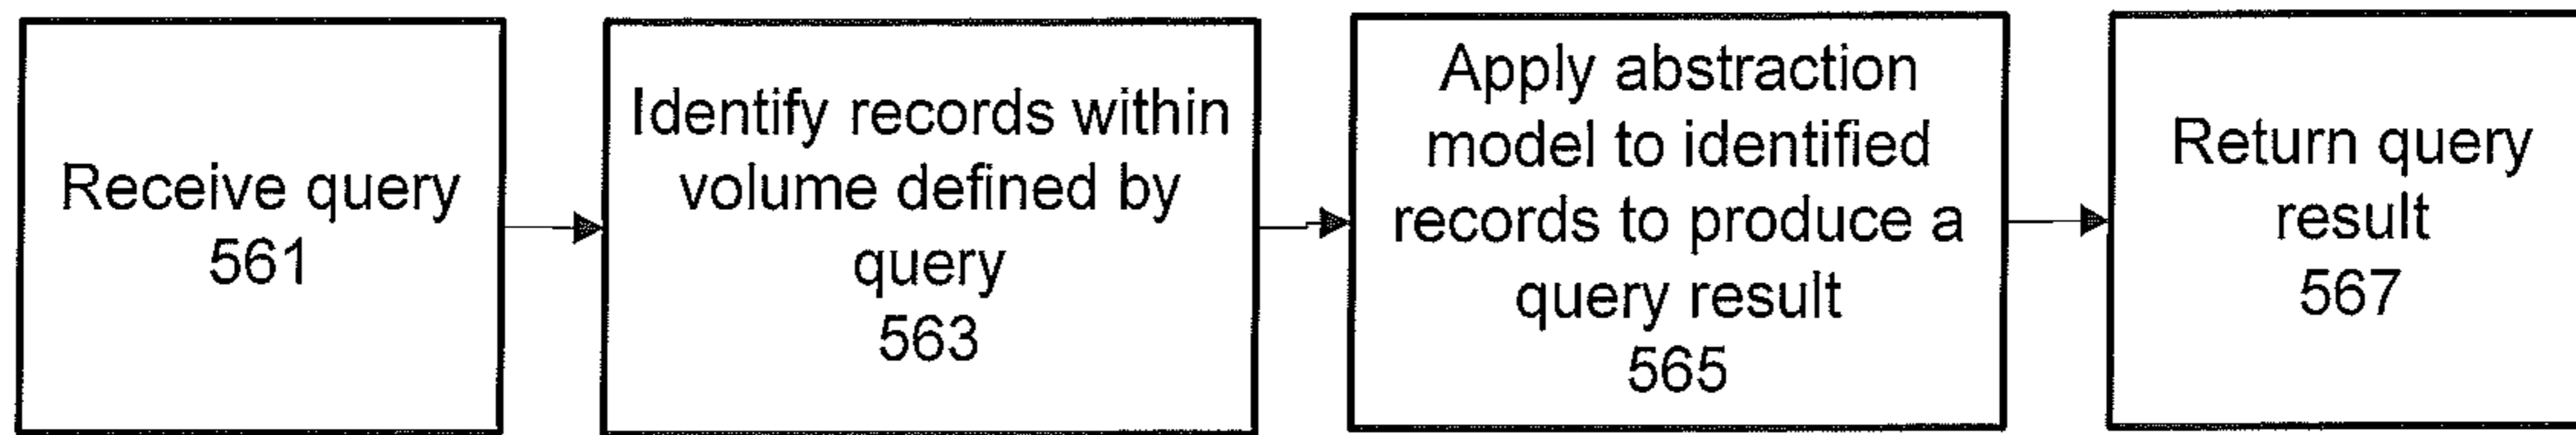 Receive query
561
Identify records within
volume defined by
query
563
Apply abstraction
model to identified
records to produce a
query result
565
Return query
result
567